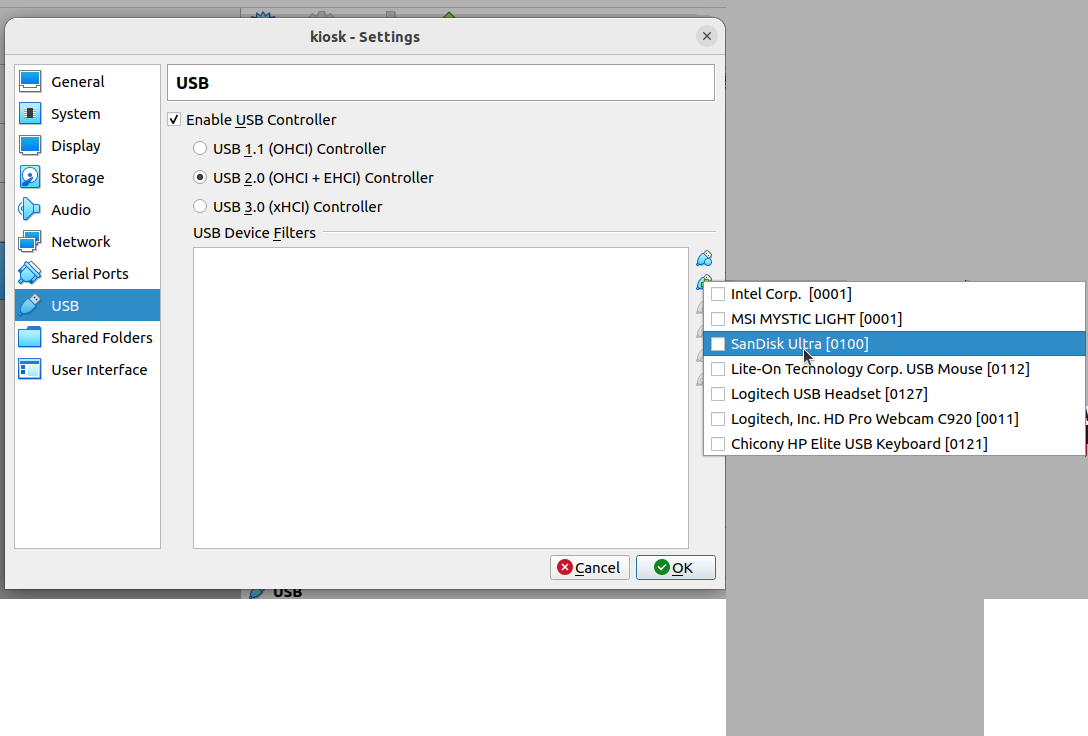 kiosk - Settings
General
System
Display
Storage
Audio
Network
Serial Ports
USB
Shared Folders
User Interface
USB
Enable USB Controller
USB 1.1 (OHCI) Controller
USB 2.0 (OHCI + EHCI) Controller
USB 3.0 (xHCI) Controller
USB Device Filters
Intel Corp.  [0001]
MSI MYSTIC LIGHT [0001]
SanDisk Ultra [0100]
Lite-On Technology Corp. USB Mouse [0112]
Logitech USB Headset [0127]
Logitech, Inc. HD Pro Webcam C920 [0011]
Chicony HP Elite USB Keyboard [0121]
Cancel
OK
USB